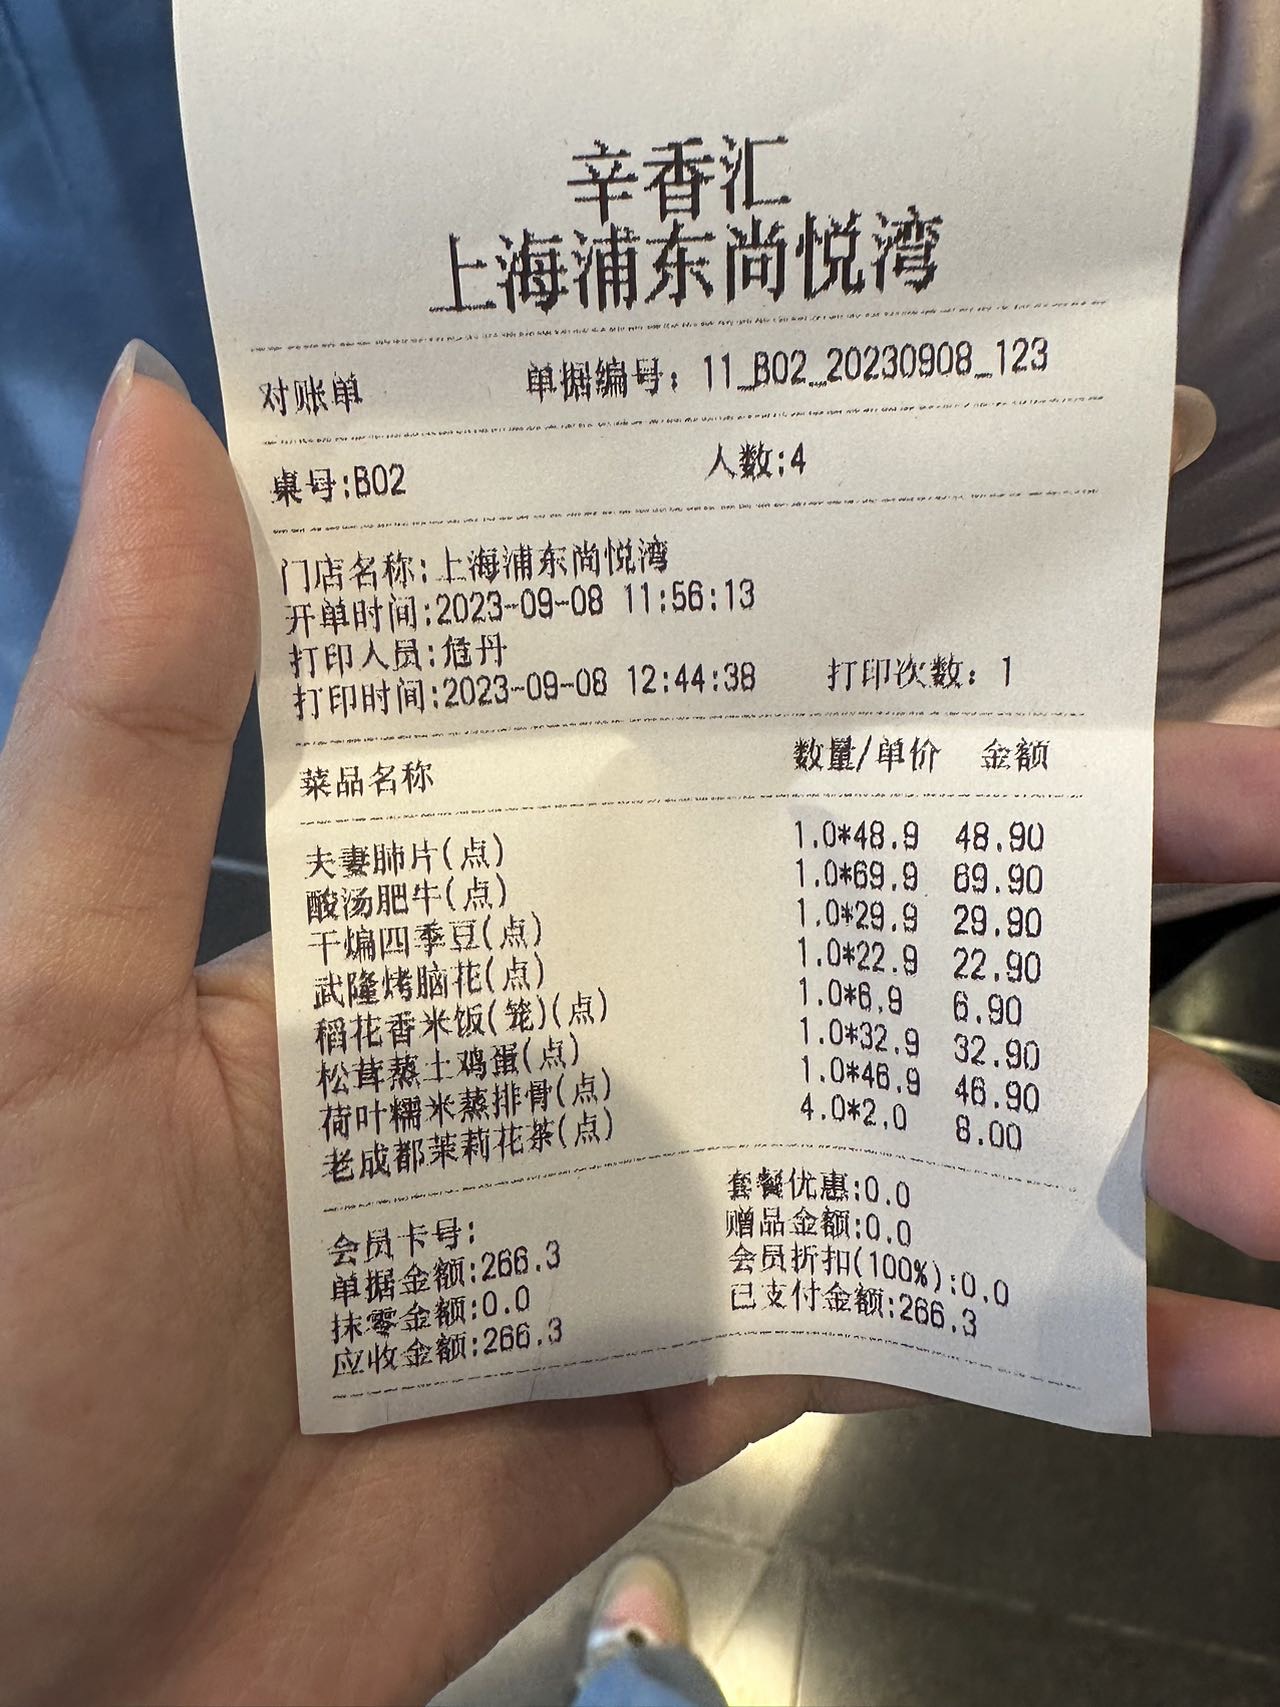 辛香汇
上海浦东尚悦湾
对账单 单据编号：11_B02_20230908_123
桌号:B02 人数:4
门店名称:上海浦东尚悦湾
开单时间:2023-09-08 11:56:13
打印人员:危丹
打印时间:2023-09-08 12:44:38 打印次数：1
菜品名称 数量/单价 金额
夫妻肺片(点) 1.0*48.9 48.90
酸汤肥牛(点) 1.0*69.9 69.90
干煸四季豆(点) 1.0*29.9 29.90
武隆烤脑花(点) 1.0*22.9 22.90
稻花香米饭(笼)(点) 1.0*6.9 6.90
松茸蒸土鸡蛋(点) 1.0*32.9 32.90
荷叶糯米蒸排骨(点) 1.0*46.9 46.90
老成都茉莉花茶(点) 4.0*2.0 8.00
套餐优惠:0.0
会员卡号: 赠品金额:0.0
单据金额:266.3 会员折扣(100%):0.0
抹零金额:0.0 已支付金额:266.3
应收金额:266.3